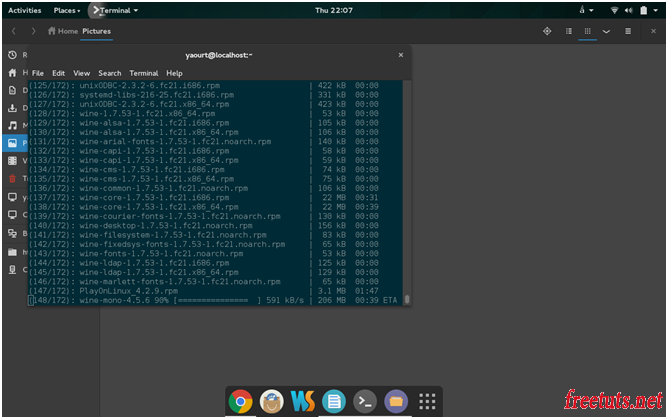 Activities Places Terminal Thu 22:07 å
Home Pictures
yaourt@localhost:~
File Edit View Search Terminal Help
(125/172): unixODBC-2.3.2-6.fc21.i686.rpm | 422 kB 00:00
(126/172): systemd-libs-216-25.fc21.i686.rpm | 331 kB 00:00
(127/172): unixODBC-2.3.2-6.fc21.x86_64.rpm | 423 kB 00:00
(128/172): wine-1.7.53-1.fc21.x86_64.rpm | 53 kB 00:00
(129/172): wine-alsa-1.7.53-1.fc21.i686.rpm | 105 kB 00:00
(130/172): wine-alsa-1.7.53-1.fc21.x86_64.rpm | 106 kB 00:00
(131/172): wine-arial-fonts-1.7.53-1.fc21.noarch.rpm | 140 kB 00:00
(132/172): wine-capi-1.7.53-1.fc21.i686.rpm | 58 kB 00:00
(133/172): wine-capi-1.7.53-1.fc21.x86_64.rpm | 59 kB 00:00
(134/172): wine-cms-1.7.53-1.fc21.i686.rpm | 74 kB 00:00
(135/172): wine-cms-1.7.53-1.fc21.x86_64.rpm | 75 kB 00:00
(136/172): wine-common-1.7.53-1.fc21.noarch.rpm | 106 kB 00:00
(137/172): wine-core-1.7.53-1.fc21.i686.rpm | 22 MB 00:31
(138/172): wine-core-1.7.53-1.fc21.x86_64.rpm | 22 MB 00:39
(139/172): wine-courier-fonts-1.7.53-1.fc21.noarch.rpm | 130 kB 00:00
(140/172): wine-desktop-1.7.53-1.fc21.noarch.rpm | 156 kB 00:00
(141/172): wine-filesystem-1.7.53-1.fc21.noarch.rpm | 83 kB 00:00
(142/172): wine-fixedsys-fonts-1.7.53-1.fc21.noarch.rpm | 65 kB 00:00
(143/172): wine-fonts-1.7.53-1.fc21.noarch.rpm | 53 kB 00:00
(144/172): wine-ldap-1.7.53-1.fc21.i686.rpm | 125 kB 00:00
(145/172): wine-ldap-1.7.53-1.fc21.x86_64.rpm | 129 kB 00:00
(146/172): wine-marlett-fonts-1.7.53-1.fc21.noarch.rpm | 65 kB 00:00
(147/172): PlayOnLinux_4.2.9.rpm | 3.1 MB 01:47
(148/172): wine-mono-4.5.6 90% [=============== ] 591 kB/s | 206 MB 00:39 ETA
WS
freetuts.net